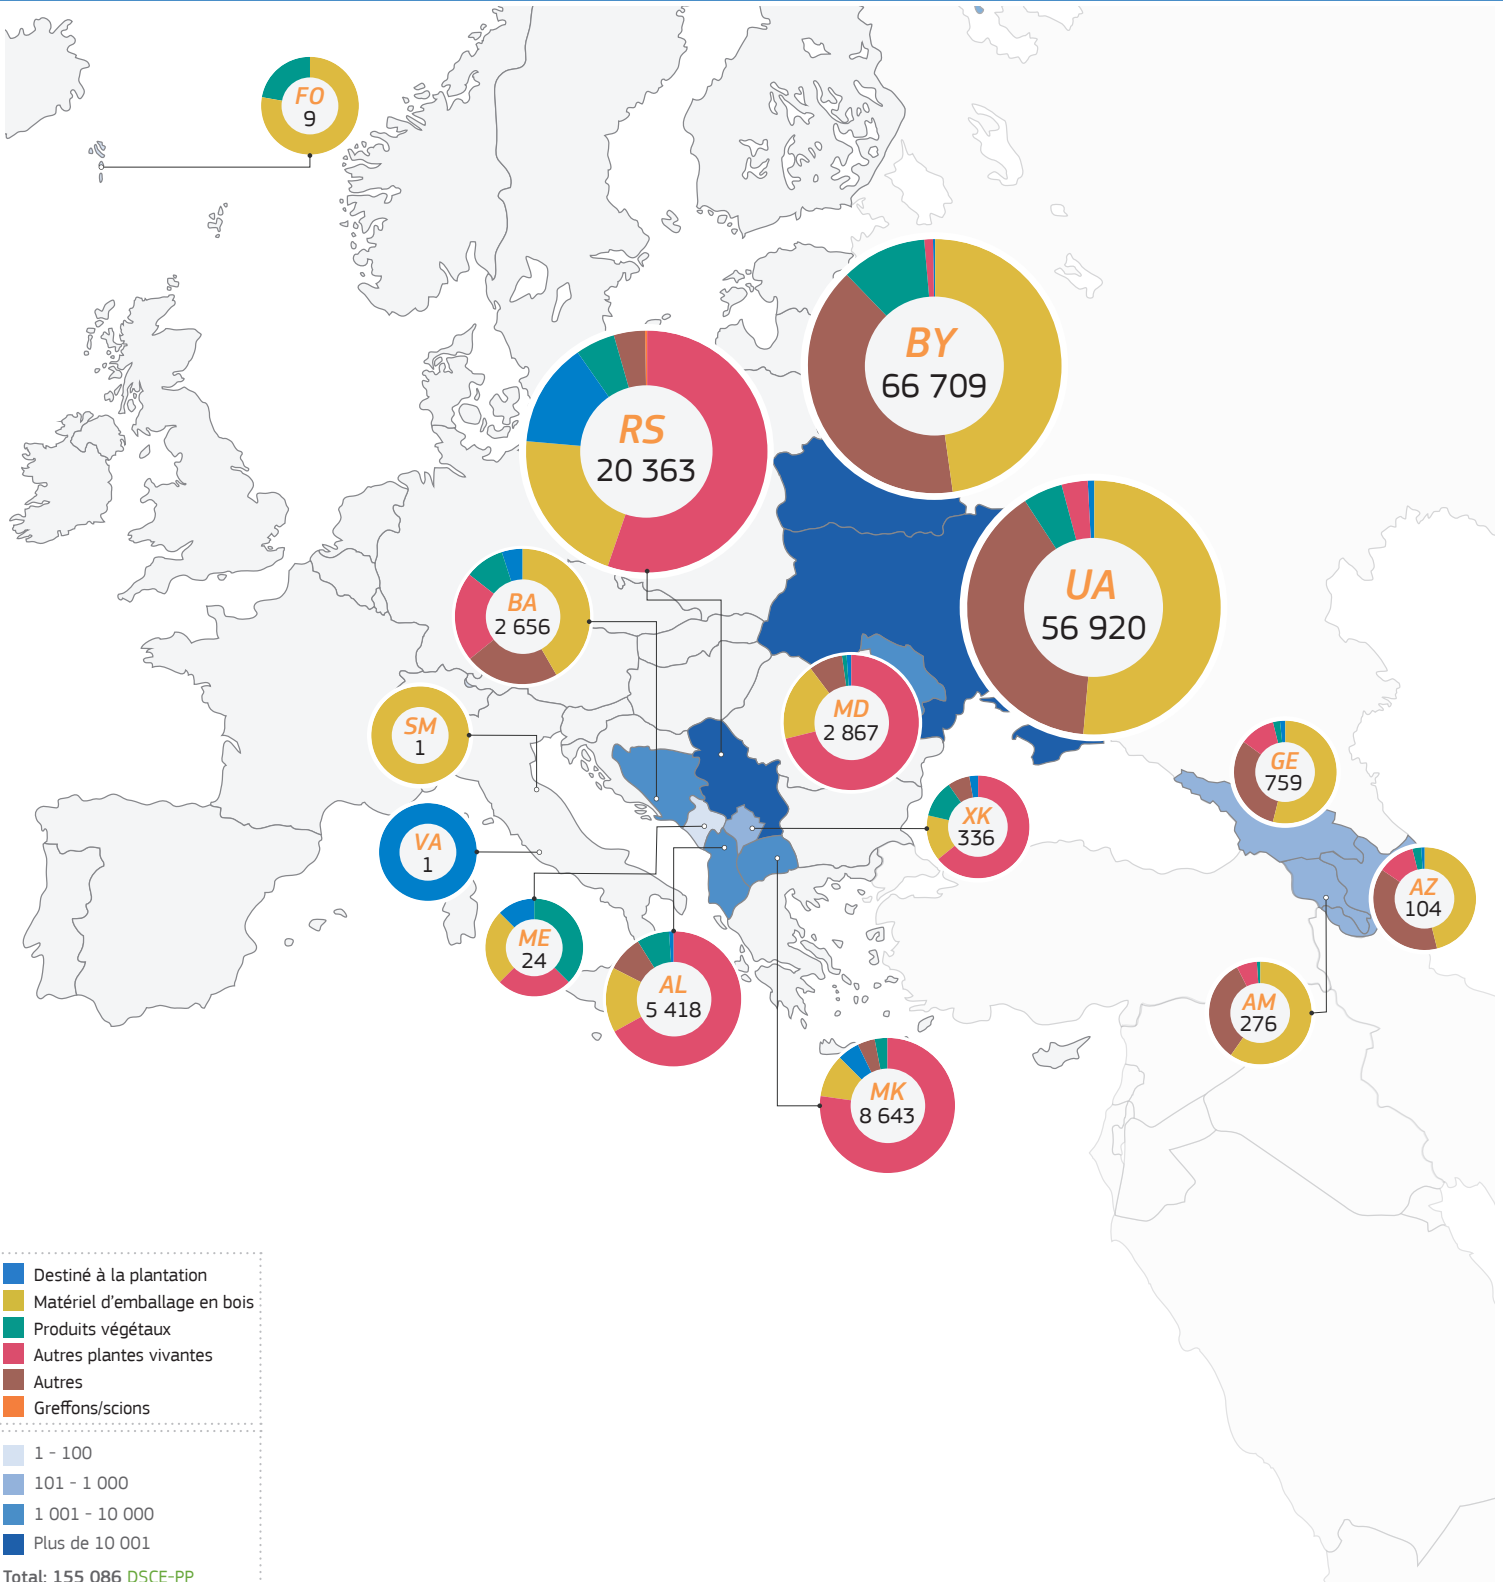 FO
9
BY
66 709
RS
20 363
UA
56 920
BA
2 656
SM
1
MD
2 867
GE
759
XK
336
VA
1
AZ
104
ME
24
AL
5 418
AM
276
MK
8 643
Destiné à la plantation
Matériel d'emballage en bois
Produits végétaux
Autres plantes vivantes
Autres
Greffons/scions
1 - 100
101 - 1 000
1 001 - 10 000
Plus de 10 001
Total: 155 086 DSCE-PP